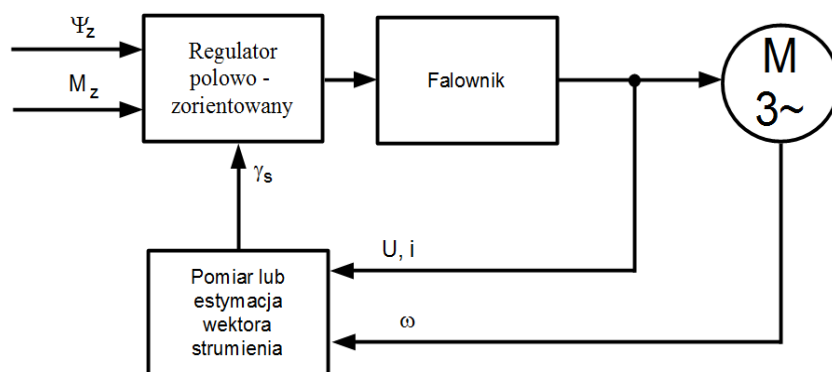 Ψz
Mz
Regulator
polowo -
zorientowany
Falownik
M
3~
γs
U, i
Pomiar lub
estymacja
wektora
strumienia
ω